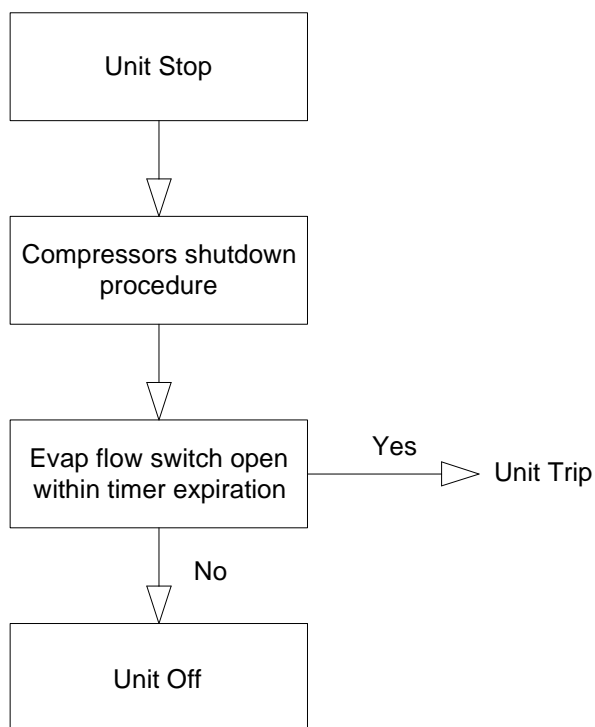 Unit Stop
Compressors shutdown
procedure
Evap flow switch open
within timer expiration
Yes
Unit Trip
No
Unit Off